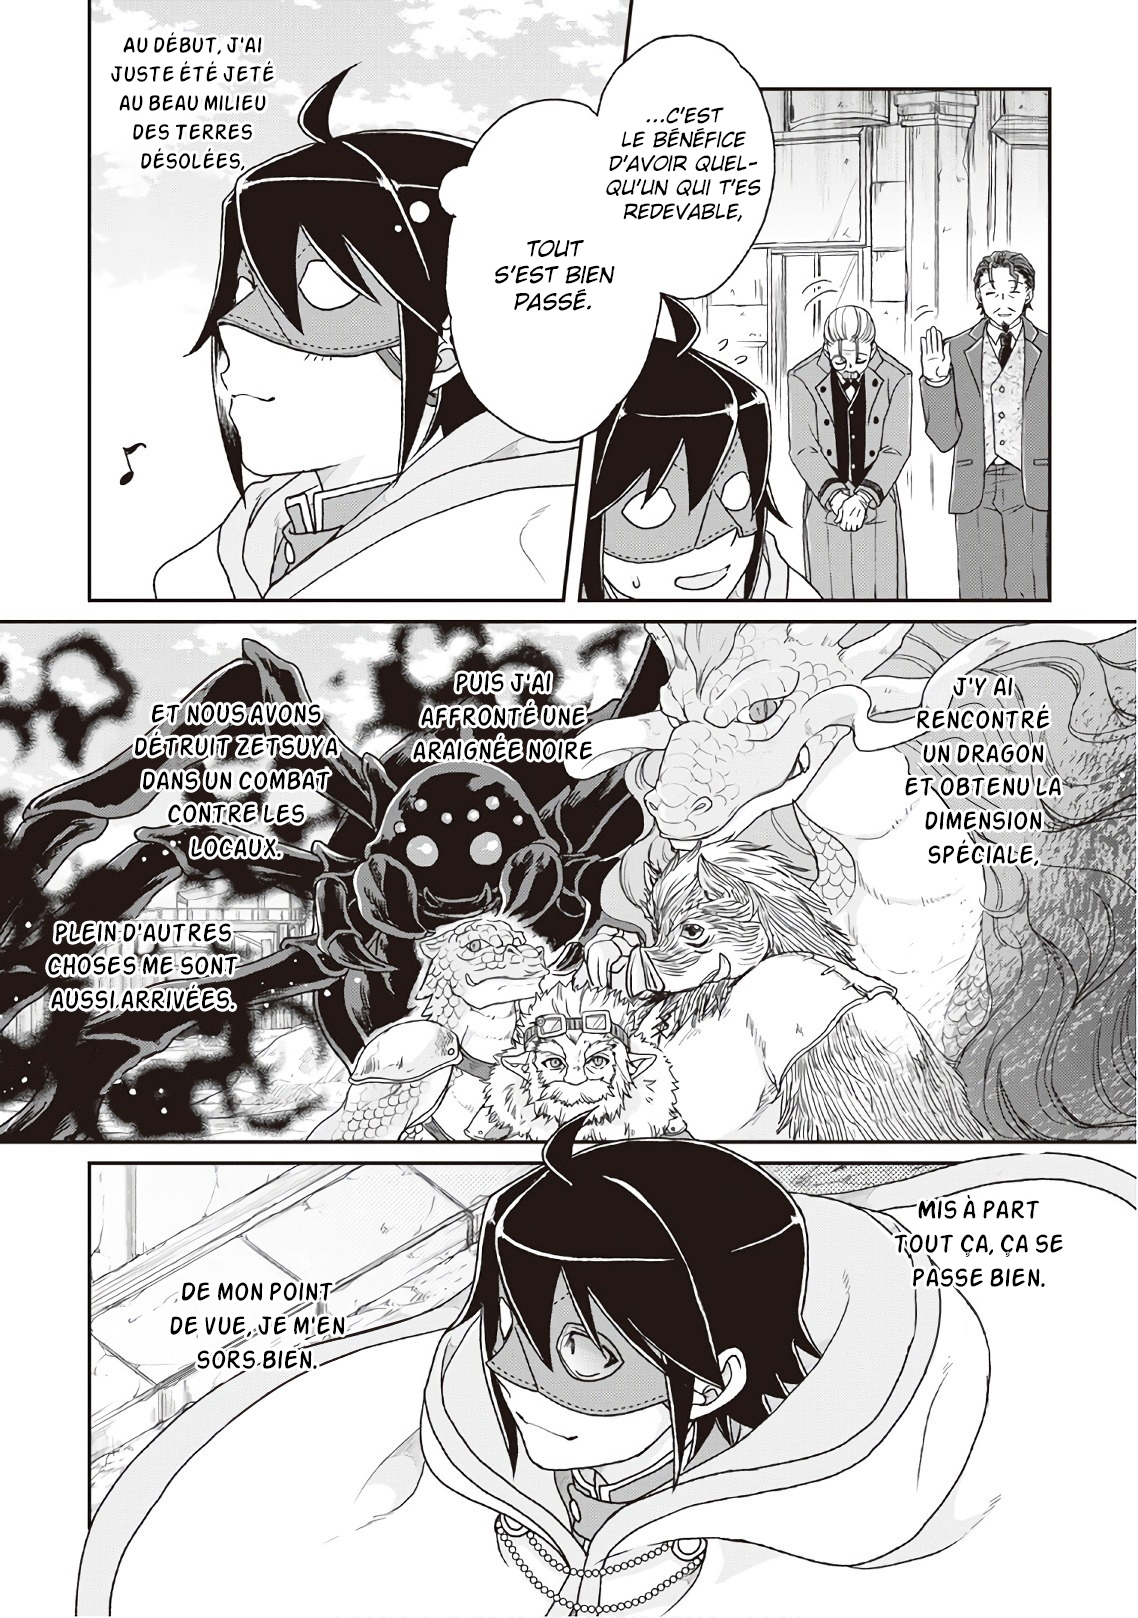 ...C'EST
LE BÉNÉFICE
D'AVOIR QUEL-
QU'UN QUI T'ES
REDEVABLE,
TOUT
S'EST BIEN
PASSÉ.
AU DÉBUT, J'AI
JUSTE ÉTÉ JETÉ
AU BEAU MILIEU
DES TERRES
DÉSOLÉES,
J'Y AI
RENCONTRÉ
UN DRAGON
ET OBTENU LA
DIMENSION
SPÉCIALE,
PUIS J'AI
AFFRONTÉ UNE
ARAIGNÉE NOIRE
ET NOUS AVONS
DÉTRUIT ZETSUYA
DANS UN COMBAT
CONTRE LES
LOCAUX.
PLEIN D'AUTRES
CHOSES ME SONT
AUSSI ARRIVÉES.
MIS À PART
TOUT ÇA, ÇA SE
PASSE BIEN.
DE MON POINT
DE VUE, JE M'EN
SORS BIEN.